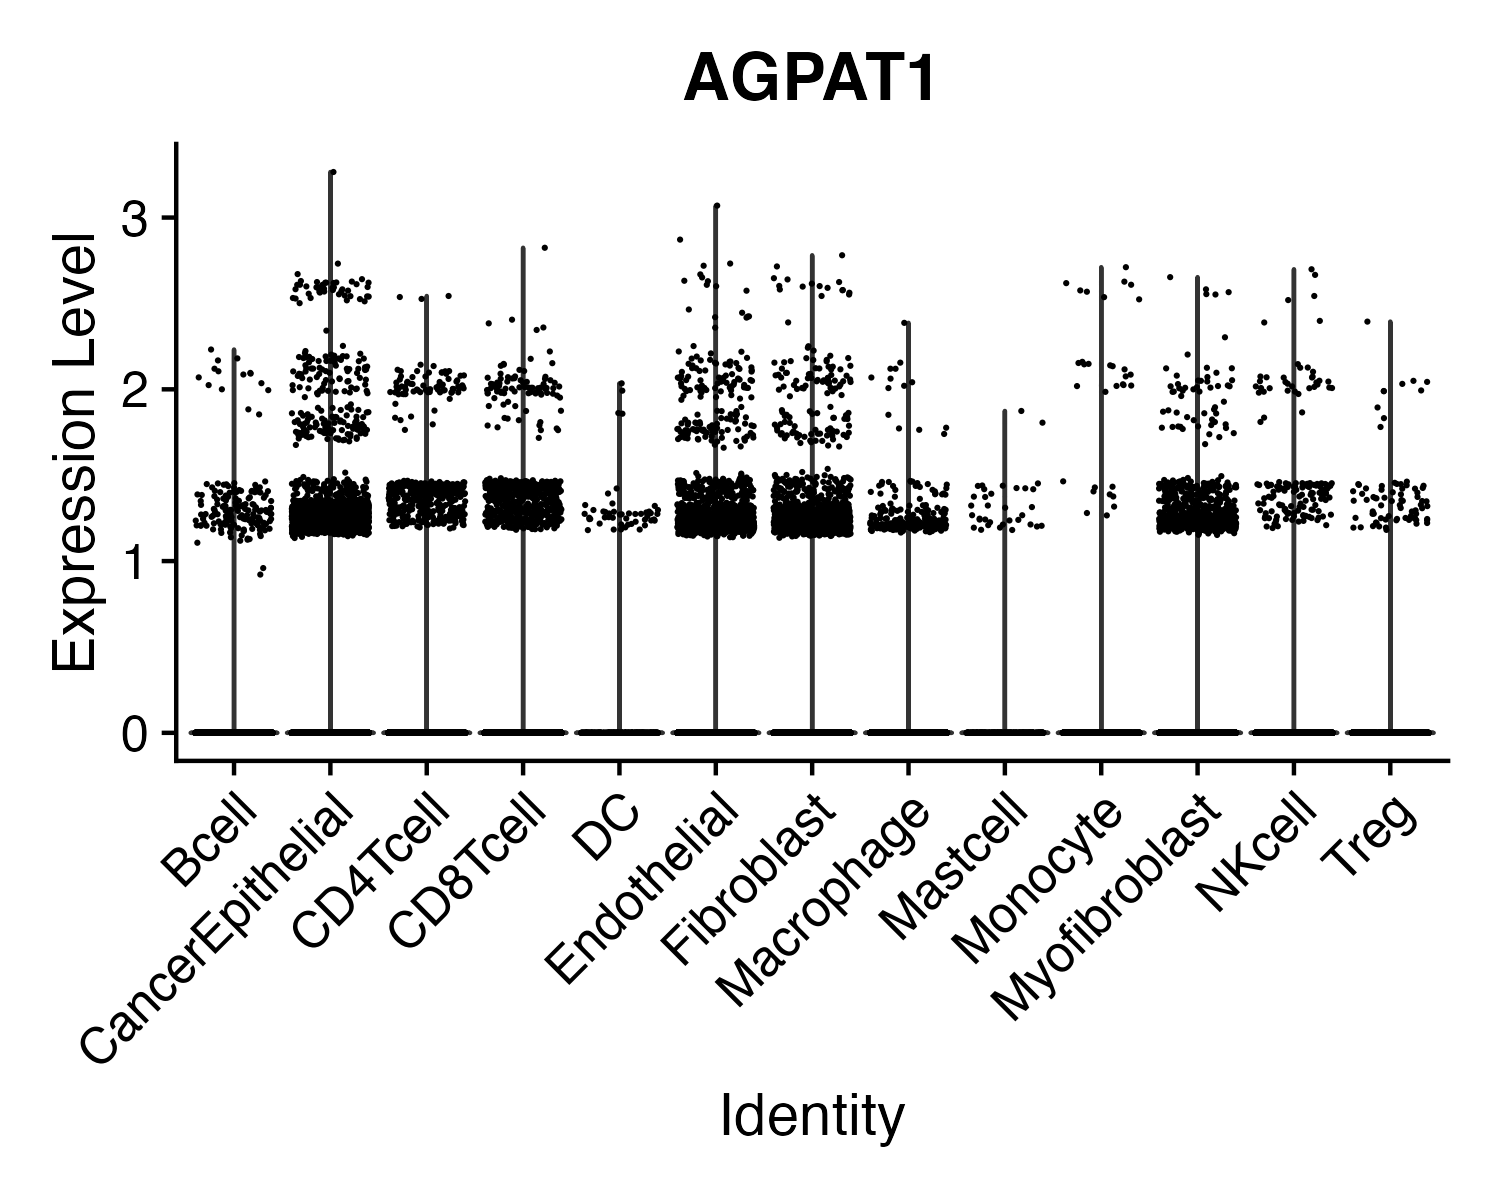 AGPAT1
Expression Level
3
2
1
0
Bcell
CancerEpithelial
CD4Tcell
CD8Tcell
DC
Endothelial
Fibroblast
Macrophage
Mastcell
Monocyte
Myofibroblast
NKcell
Treg
Identity